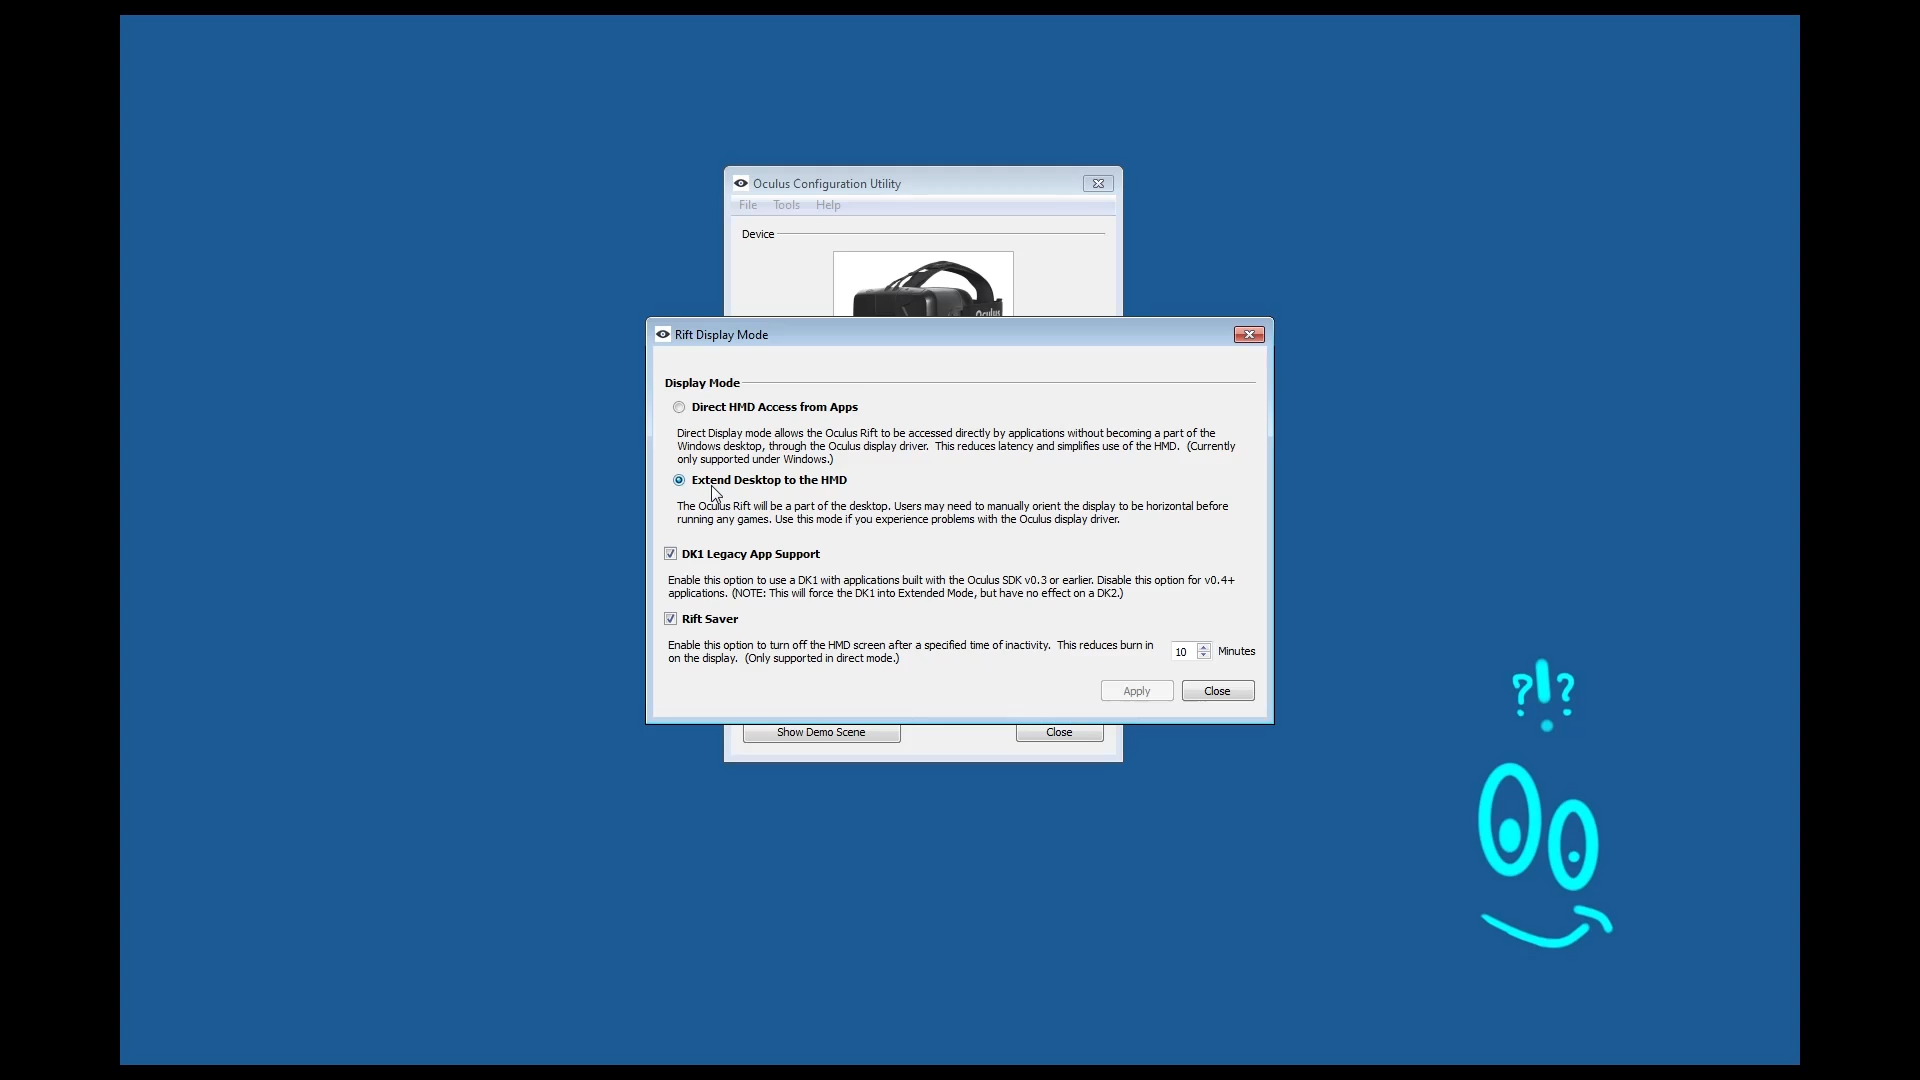 Oculus Configuration Utility
File Tools Help
Device
Oculus
Rift Display Mode
Display Mode
Direct HMD Access from Apps
Direct Display mode allows the Oculus Rift to be accessed directly by applications without becoming a part of the
Windows desktop, through the Oculus display driver. This reduces latency and simplifies use of the HMD. (Currently
only supported under Windows.)
Extend Desktop to the HMD
The Oculus Rift will be a part of the desktop. Users may need to manually orient the display to be horizontal before
running any games. Use this mode if you experience problems with the Oculus display driver.
DK1 Legacy App Support
Enable this option to use a DK1 with applications built with the Oculus SDK v0.3 or earlier. Disable this option for v0.4+
applications. (NOTE: This will force the DK1 into Extended Mode, but have no effect on a DK2.)
Rift Saver
Enable this option to turn off the HMD screen after a specified time of inactivity. This reduces burn in
on the display. (Only supported in direct mode.)
10 Minutes
Apply Close
Show Demo Scene Close
?!?